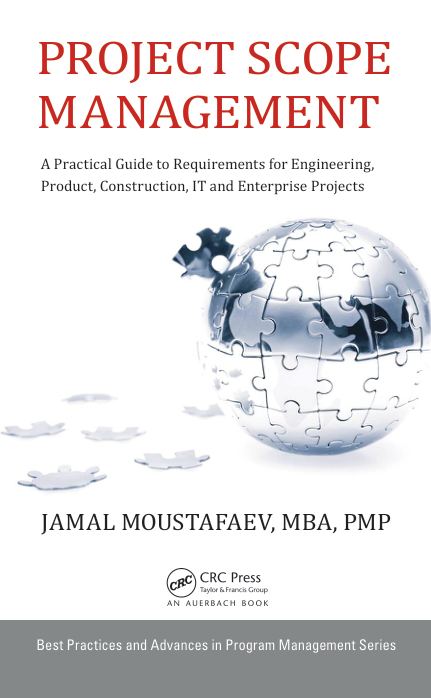 PROJECT SCOPE
MANAGEMENT
A Practical Guide to Requirements for Engineering,
Product, Construction, IT and Enterprise Projects
JAMAL MOUSTAFAEV, MBA, PMP
CRC CRC Press
Taylor & Francis Group
AN AUERBACH BOOK
Best Practices and Advances in Program Management Series